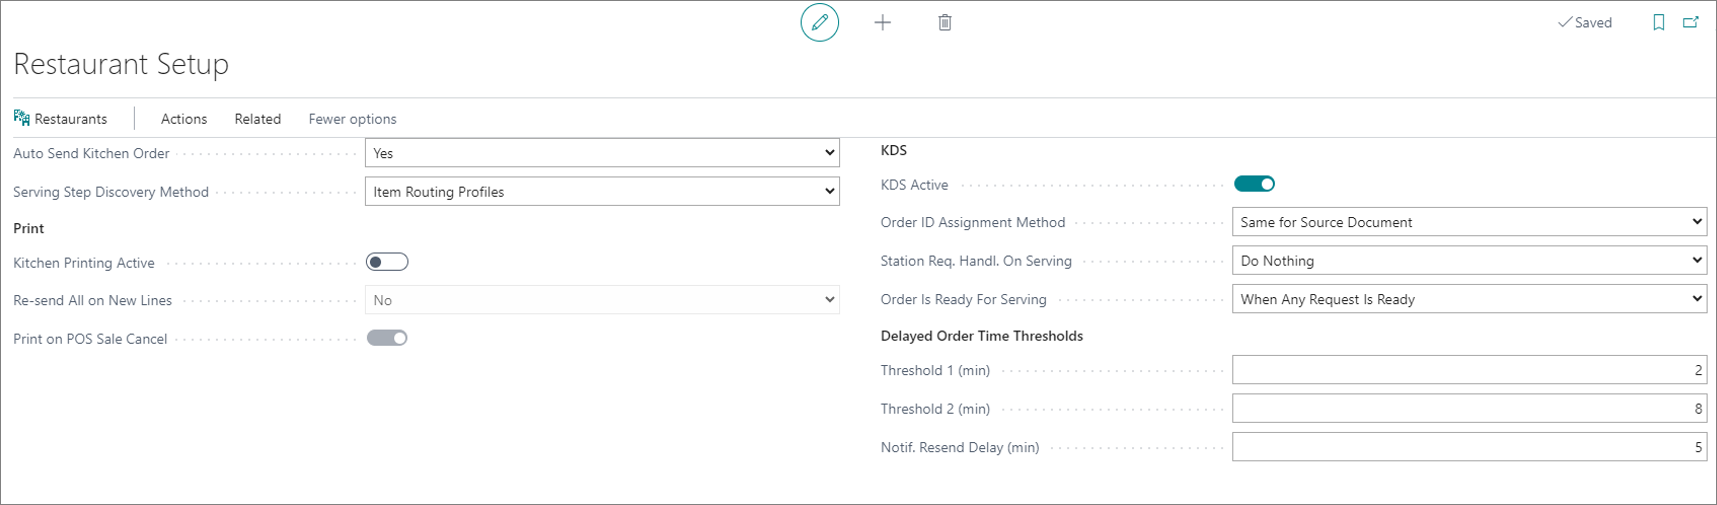 Saved
Restaurant Setup
Restaurants
Actions
Related
Fewer options
Auto Send Kitchen Order
Yes
Serving Step Discovery Method
Item Routing Profiles
Print
Kitchen Printing Active
Re-send All on New Lines
No
Print on POS Sale Cancel
KDS
KDS Active
Order ID Assignment Method
Same for Source Document
Station Req. Handl. On Serving
Do Nothing
Order Is Ready For Serving
When Any Request Is Ready
Delayed Order Time Thresholds
Threshold 1 (min)
2
Threshold 2 (min)
8
Notif. Resend Delay (min)
5